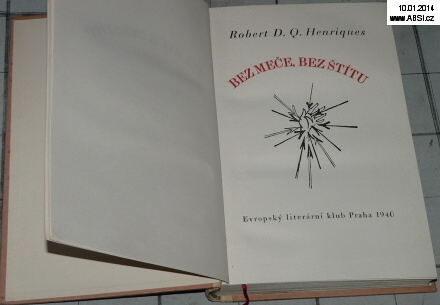 10.01.2014
www.ABSi.cz
Robert D. Q. Henriques
BEZ MEČE, BEZ ŠTÍTU
Evropský literární klub Praha 1940